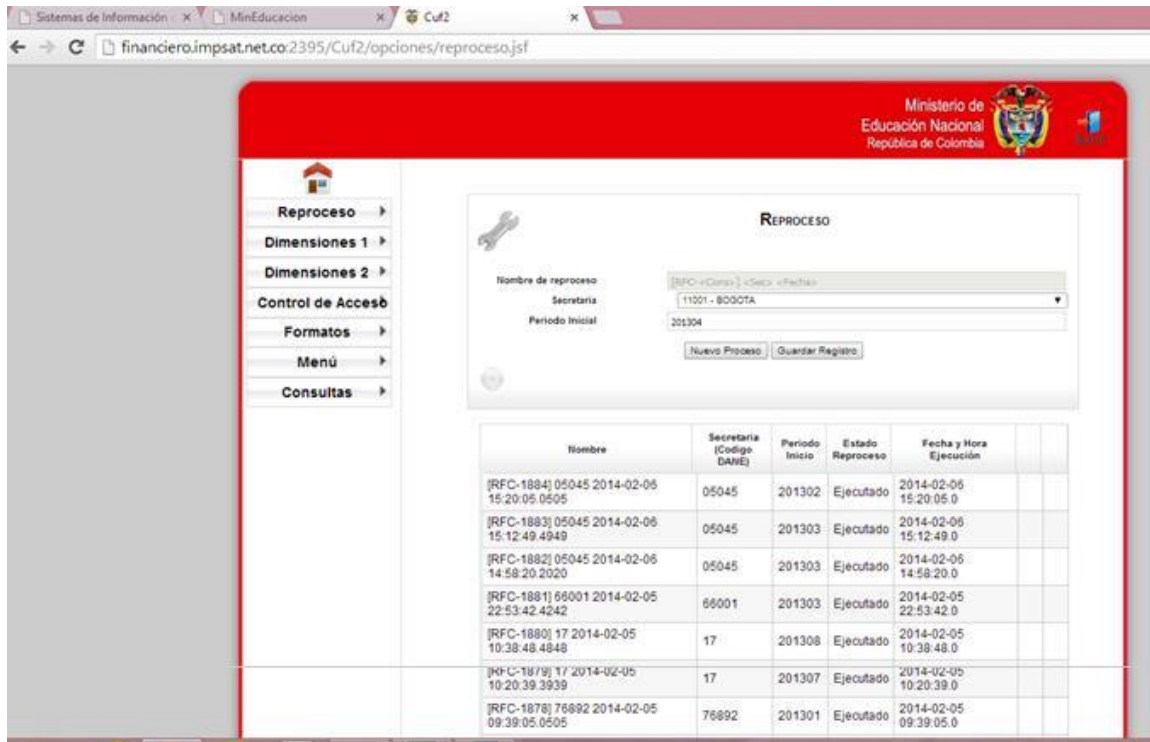 Sistemas de Información
MinEducacion
Cuf2
financiero.impsat.net.co:2395/Cuf2/opciones/reproceso.jsf
Ministerio de
Educación Nacional
República de Colombia
Reproceso
Dimensiones 1
Dimensiones 2
Control de Acceso
Formatos
Menú
Consultas
REPROCESO
Nombre de reproceso
[RFC-<Cons>] <Sec> <Fecha>
Secretaria
11001 - BOGOTA
Periodo Inicial
201304
Nuevo Proceso Guardar Registro
Nombre
Secretaria
(Codigo
DANE)
Periodo
Inicio
Estado
Reproceso
Fecha y Hora
Ejecución
[RFC-1884] 05045 2014-02-06
15:20:05.0505
05045
201302
Ejecutado
2014-02-06
15:20:05.0
[RFC-1883] 05045 2014-02-06
15:12:49.4949
05045
201303
Ejecutado
2014-02-06
15:12:49.0
[RFC-1882] 05045 2014-02-06
14:58:20.2020
05045
201303
Ejecutado
2014-02-06
14:58:20.0
[RFC-1881] 66001 2014-02-05
22:53:42.4242
66001
201303
Ejecutado
2014-02-05
22:53:42.0
[RFC-1880] 17 2014-02-05
10:38:48.4848
17
201308
Ejecutado
2014-02-05
10:38:48.0
[RFC-1879] 17 2014-02-05
10:20:39.3939
17
201307
Ejecutado
2014-02-05
10:20:39.0
[RFC-1878] 76892 2014-02-05
09:39:05.0505
76892
201301
Ejecutado
2014-02-05
09:39:05.0